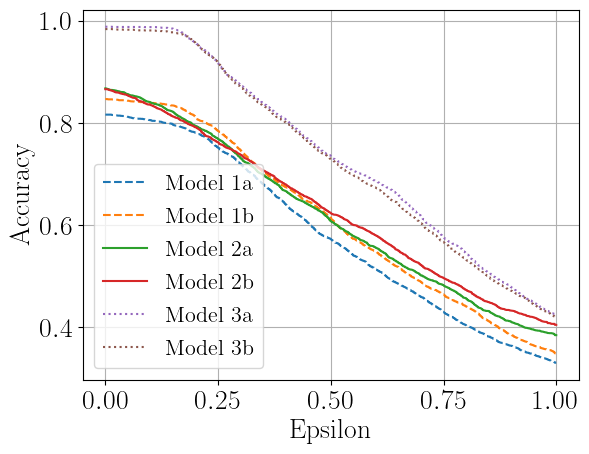 1.0
0.8
0.6
0.4
Accuracy
Model 1a
Model 1b
Model 2a
Model 2b
Model 3a
Model 3b
0.00 0.25 0.50 0.75 1.00
Epsilon